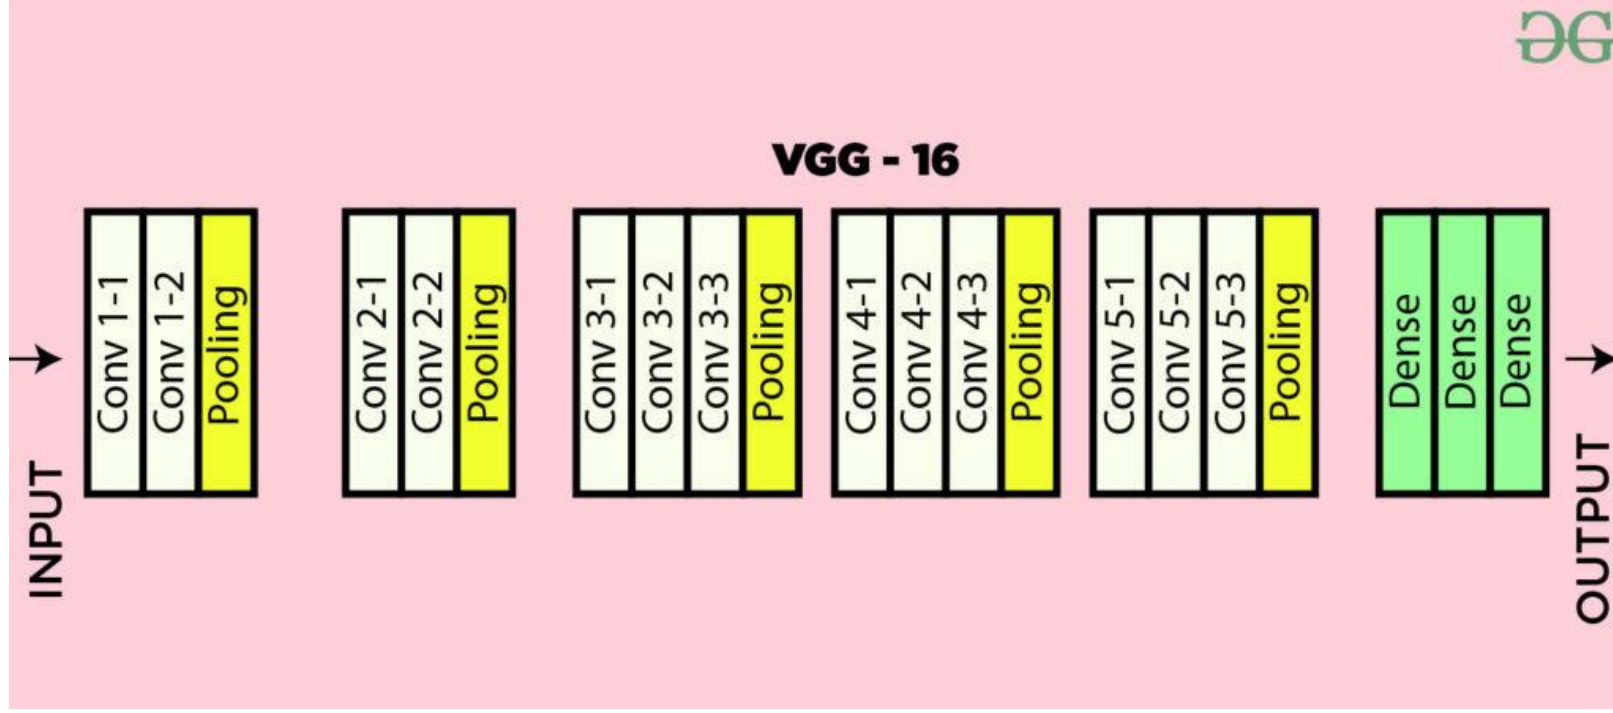 VGG - 16
INPUT
Conv 1-1
Conv 1-2
Pooling
Conv 2-1
Conv 2-2
Pooling
Conv 3-1
Conv 3-2
Conv 3-3
Pooling
Conv 4-1
Conv 4-2
Conv 4-3
Pooling
Conv 5-1
Conv 5-2
Conv 5-3
Pooling
Dense
Dense
Dense
OUTPUT